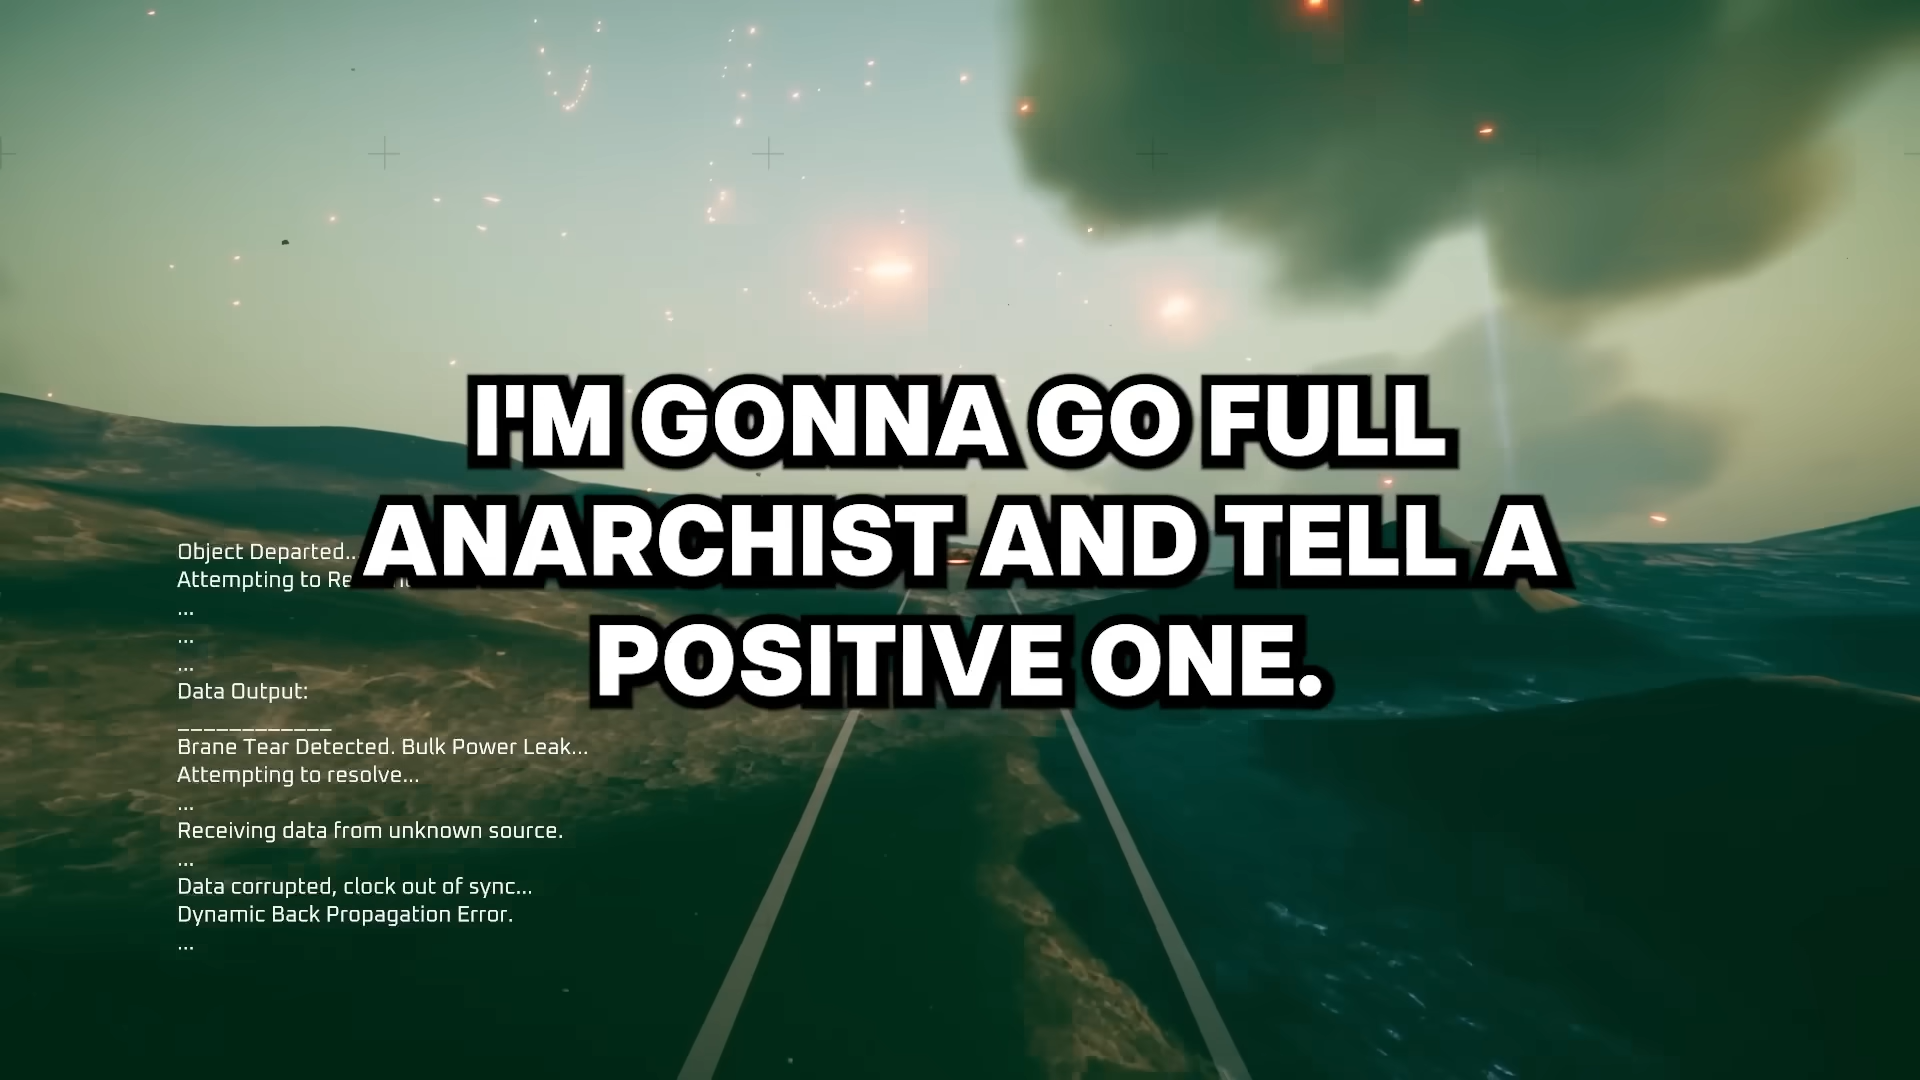 I'M GONNA GO FULL
ANARCHIST AND TELL A
POSITIVE ONE.
Object Departed...
Attempting to
...
...
...
Data Output:
____________
Brane Tear Detected. Bulk Power Leak...
Attempting to resolve...
...
Receiving data from unknown source.
...
Data corrupted, clock out of sync...
Dynamic Back Propagation Error.
...